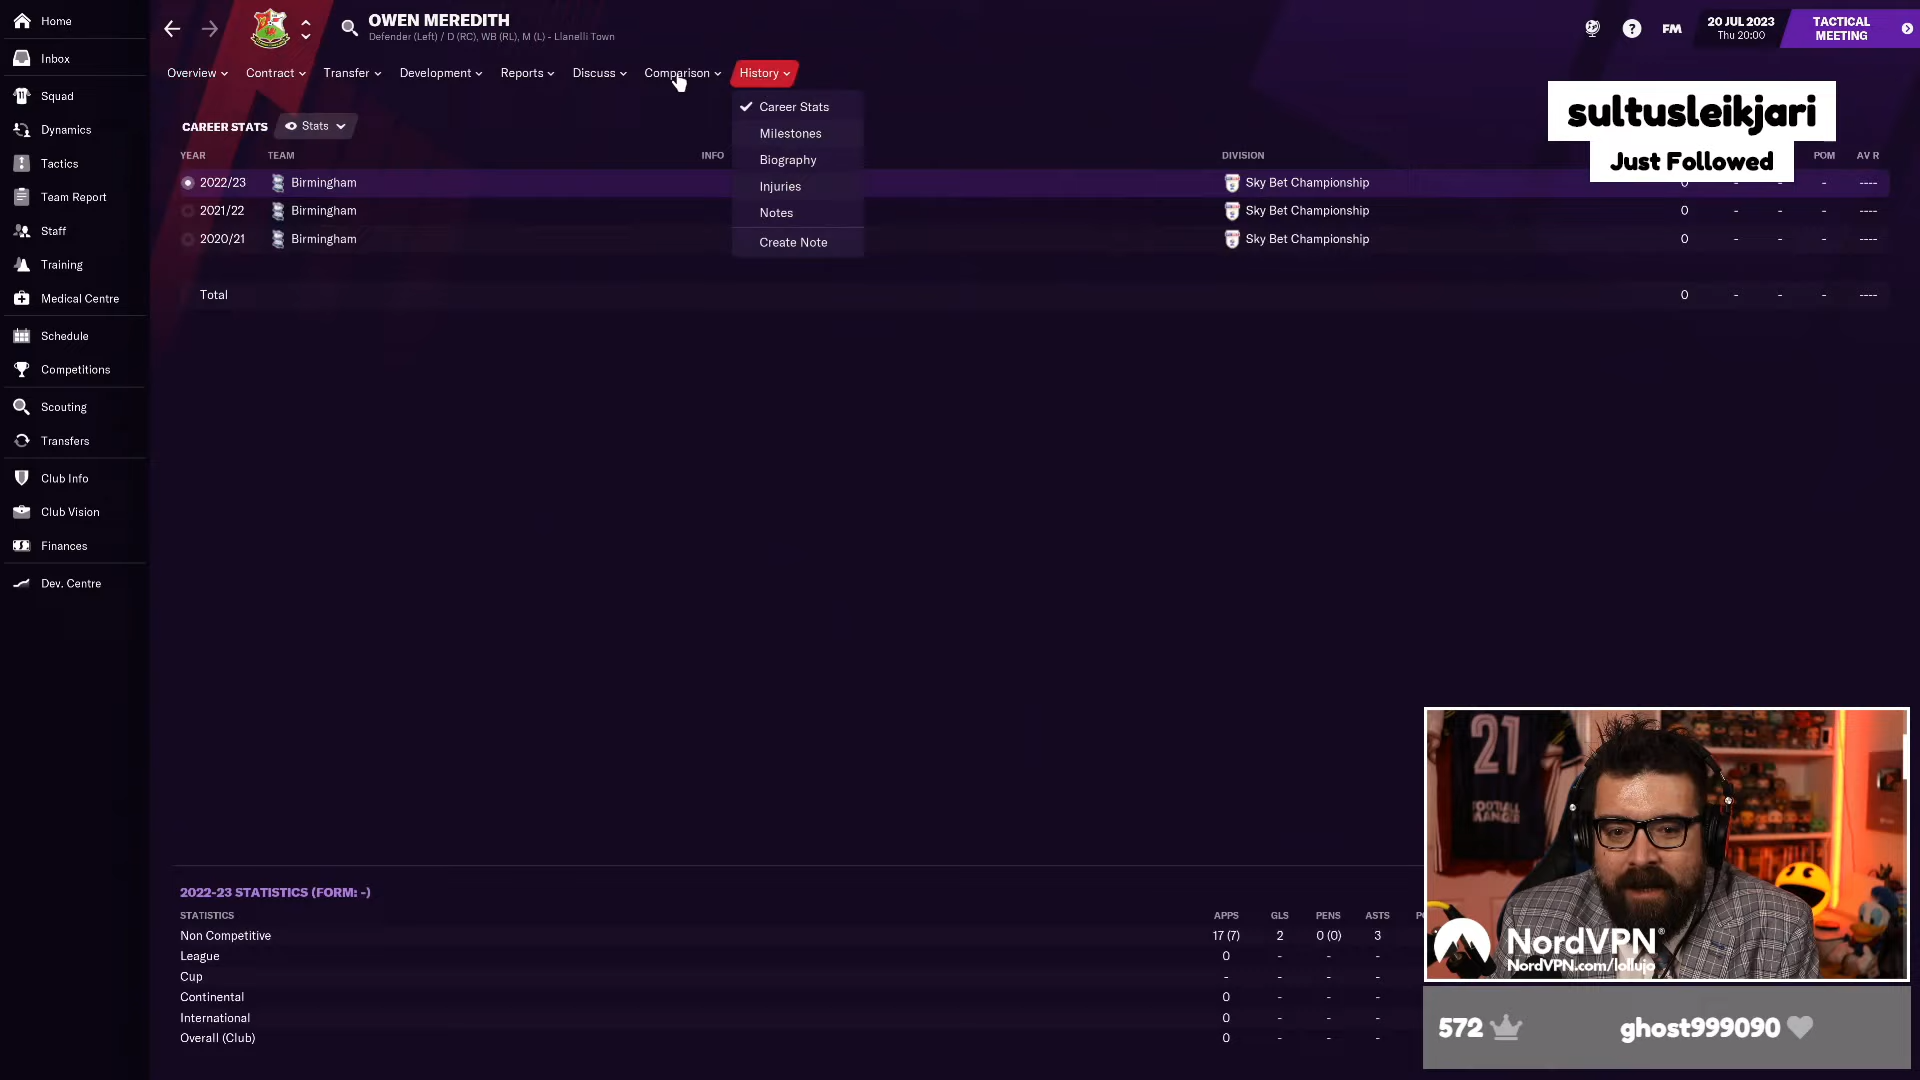 Home
Inbox
Squad
Dynamics
Tactics
Team Report
Staff
Training
Medical Centre
Schedule
Competitions
Scouting
Transfers
Club Info
Club Vision
Finances
Dev. Centre
OWEN MEREDITH
Defender (Left) / D (RC), WB (RL), M (L) - Llanelli Town
FM
20 JUL 2023
Thu 20:00
TACTICAL MEETING
Overview Contract Transfer Development Reports Discuss Comparison History
Career Stats
Milestones
Biography
Injuries
Notes
Create Note
sultusleikjari
Just Followed
CAREER STATS Stats
YEAR TEAM INFO DIVISION POM AV R
2022/23 Birmingham Sky Bet Championship 0 - - - ----
2021/22 Birmingham Sky Bet Championship 0 - - - ----
2020/21 Birmingham Sky Bet Championship 0 - - - ----
Total 0 - - - ----
2022-23 STATISTICS (FORM: -)
STATISTICS APPS GLS PENS ASTS
Non Competitive 17 (7) 2 0 (0) 3
League 0 - - -
Cup - - - -
Continental 0 - - -
International 0 - - -
Overall (Club) 0 - - -
21
FOOTBALL
MANAGER
NordVPN®
NordVPN.com/lollujo
572 ghost999090